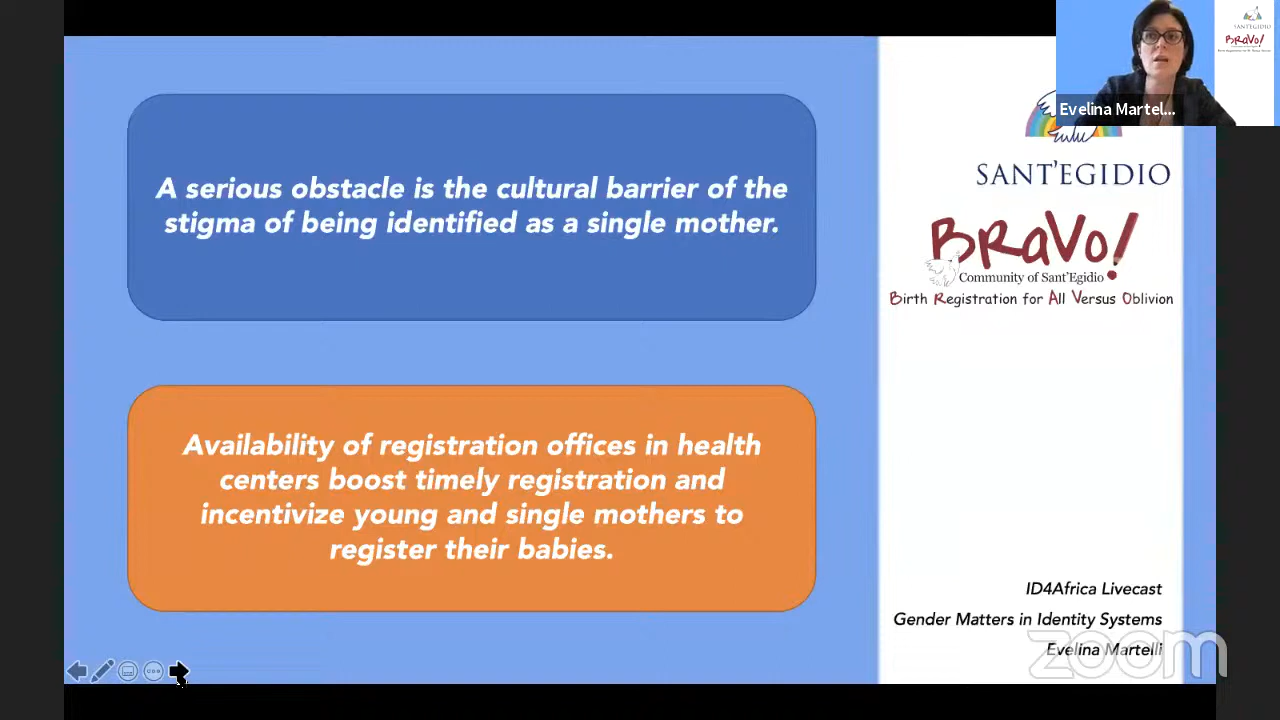 A serious obstacle is the cultural barrier of the
stigma of being identified as a single mother.
Availability of registration offices in health
centers boost timely registration and
incentivize young and single mothers to
register their babies.
SANT'EGIDIO
BRaVo!
Evelina Martel...
SANT'EGIDIO
BRaVo!
Community of Sant'Egidio
Birth Registration for All Versus Oblivion
ID4Africa Livecast
Gender Matters in Identity Systems
Evelina Martelli
zoom